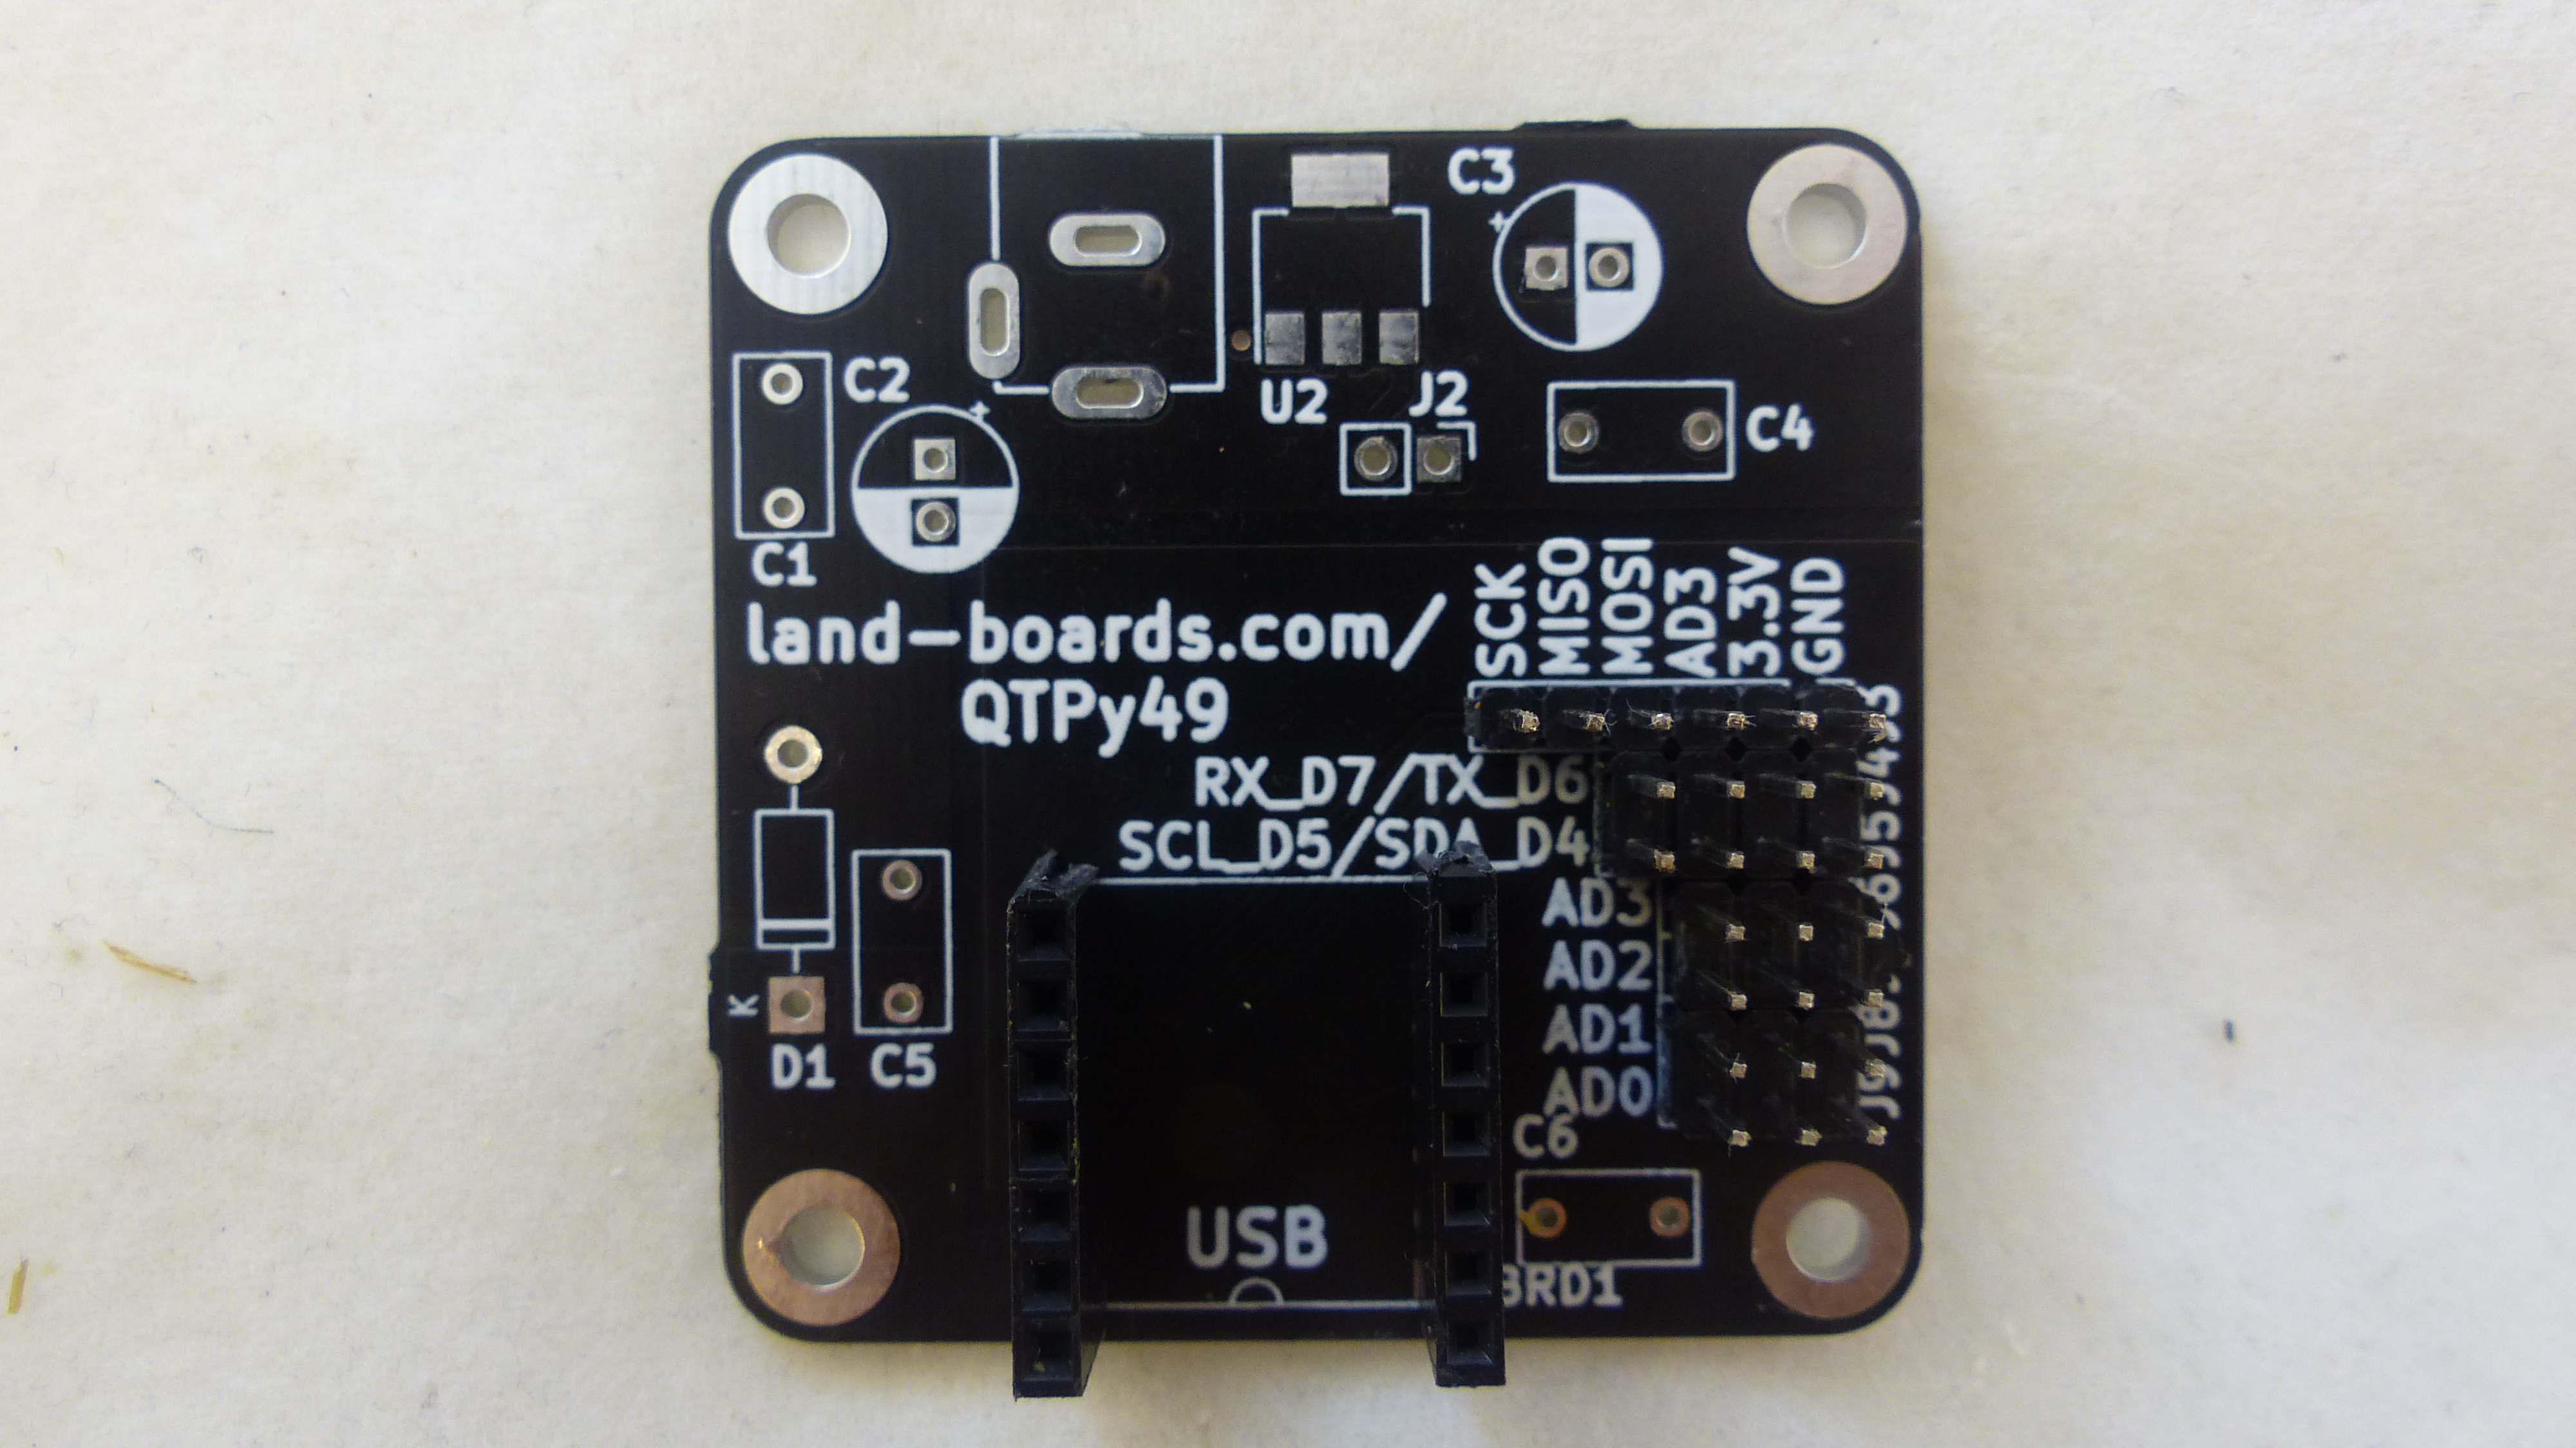 C3
C2
U2
J2
C4
C1
SCK
MISO
MOSI
AD3
3.3V
GND
land-boards.com/
QTPy49
RX_D7/TX_D6
SCL_D5/SDA_D4
AD3
AD2
AD1
AD0
K
D1
C5
C6
USB